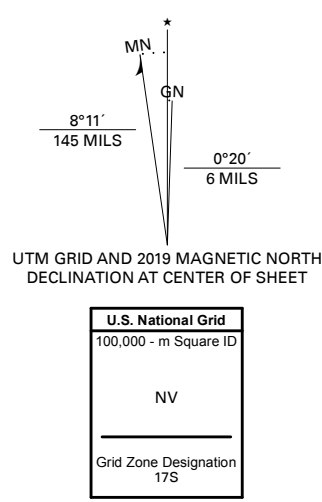 MN
GN
8°11´
145 MILS
0°20´
6 MILS
UTM GRID AND 2019 MAGNETIC NORTH
DECLINATION AT CENTER OF SHEET
U.S. National Grid
100,000 - m Square ID
NV
Grid Zone Designation
17S